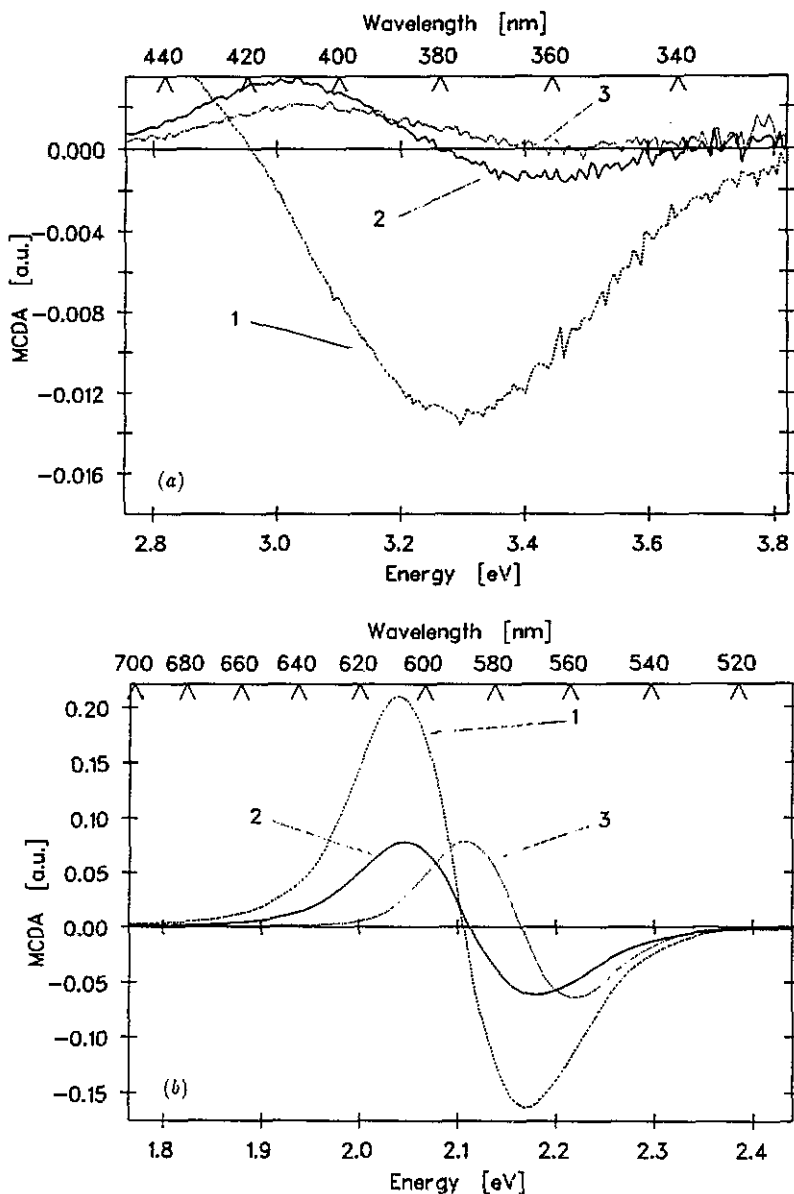 Wavelength [nm]
440 420 400 380 360 340
3
0.000
2
-0.004
MCDA [a.u.]
1
-0.008
-0.012
-0.016
(a)
2.8 3.0 3.2 3.4 3.6 3.8
Energy [eV]
Wavelength [nm]
700 680 660 640 620 600 580 560 540 520
0.20
1
0.15
2 3
0.10
MCDA [a.u.]
0.05
0.00
-0.05
-0.10
-0.15
(b)
1.8 1.9 2.0 2.1 2.2 2.3 2.4
Energy [eV]